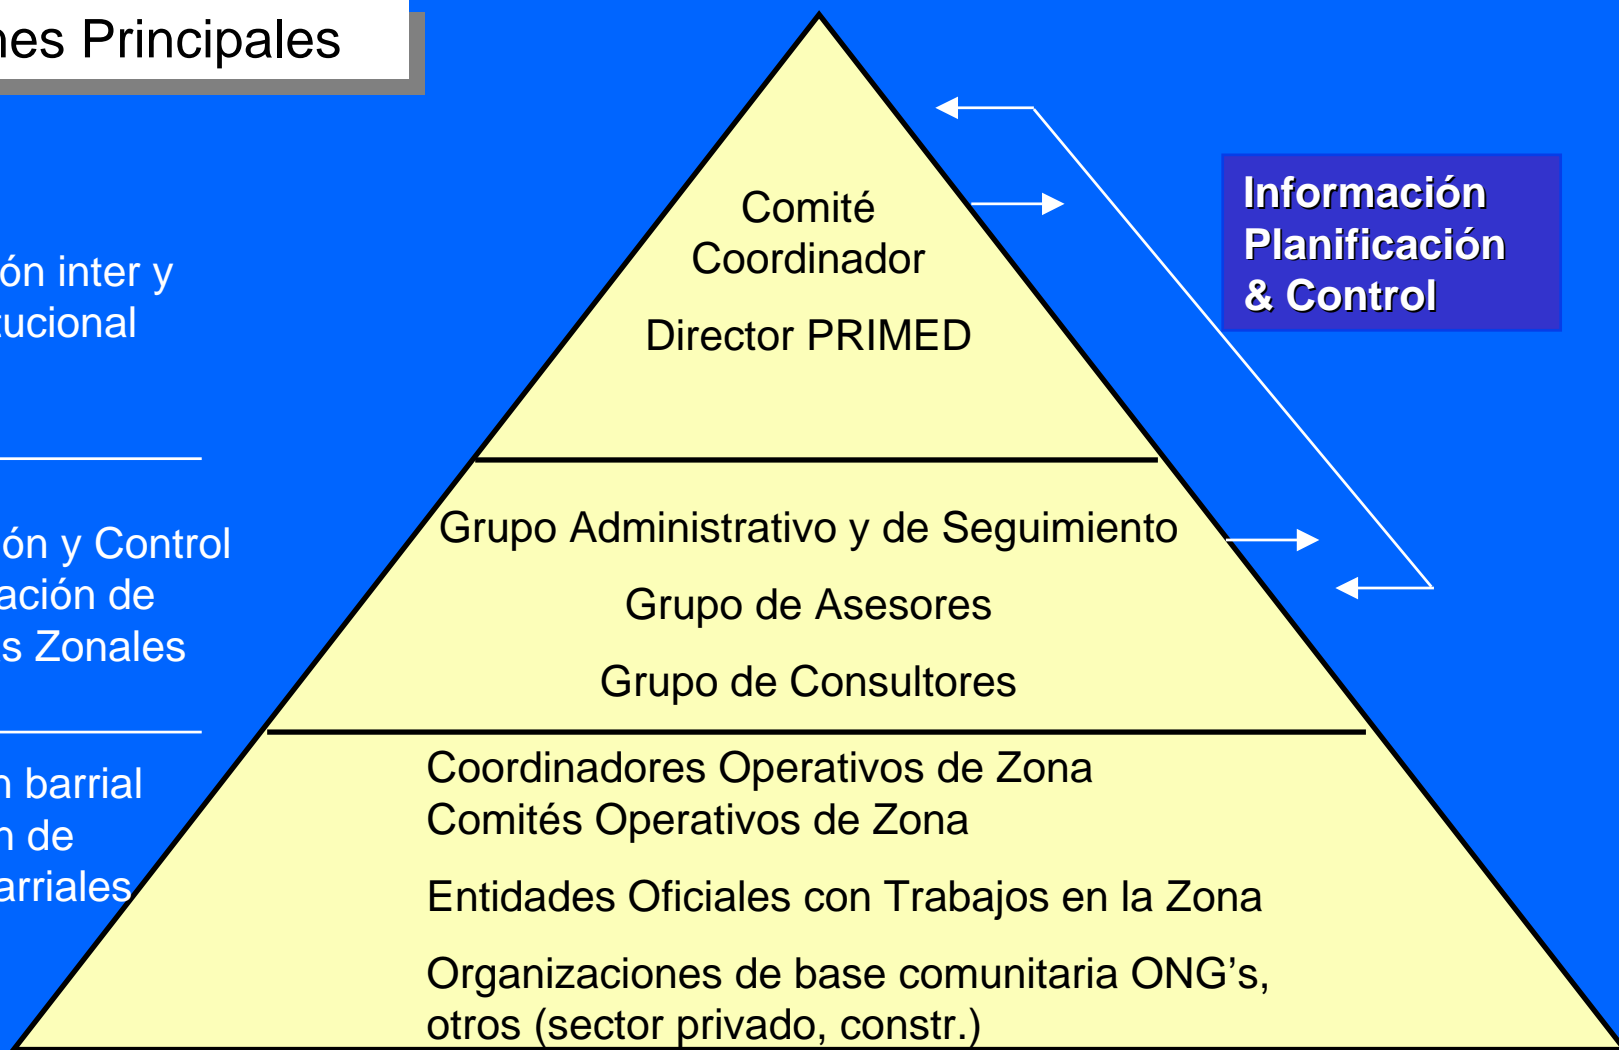 nes Principales
Comité
Coordinador
Director PRIMED
Información
Planificación
& Control
ón inter y
tucional
Grupo Administrativo y de Seguimiento
Grupo de Asesores
Grupo de Consultores
ón y Control
ación de
s Zonales
Coordinadores Operativos de Zona
Comités Operativos de Zona
Entidades Oficiales con Trabajos en la Zona
Organizaciones de base comunitaria ONG’s,
otros (sector privado, constr.)
n barrial
n de
arriales